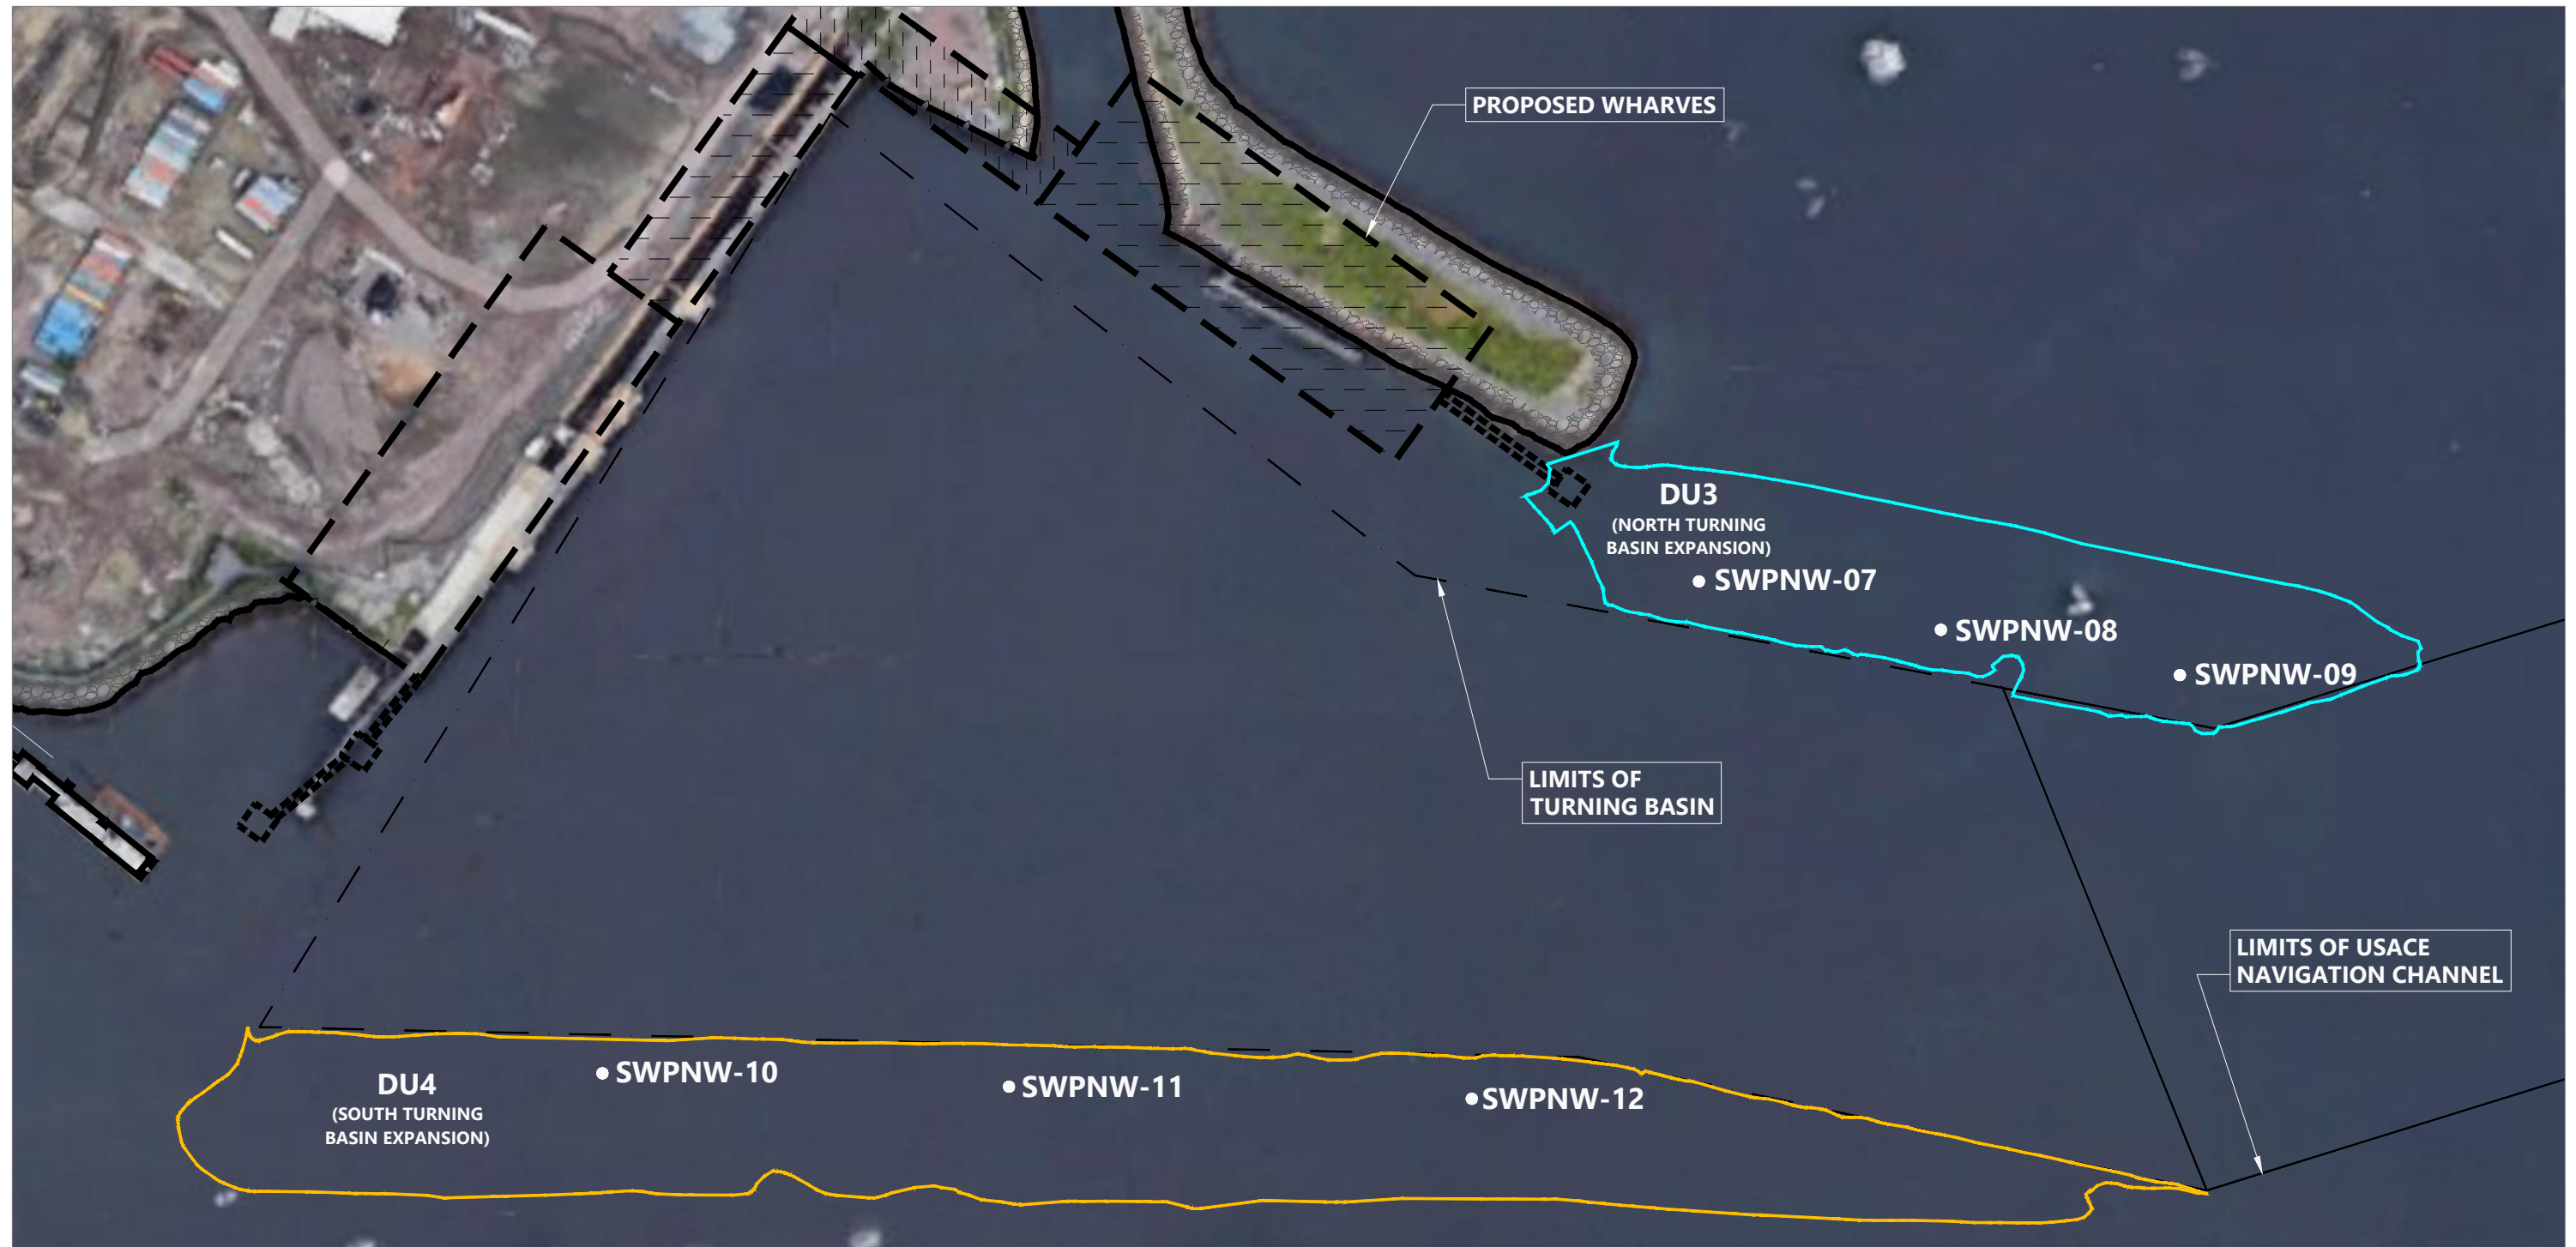 PROPOSED WHARVES
DU3
(NORTH TURNING
BASIN EXPANSION)
SWPNW-07
SWPNW-08
SWPNW-09
LIMITS OF
TURNING BASIN
LIMITS OF USACE
NAVIGATION CHANNEL
DU4
(SOUTH TURNING
BASIN EXPANSION)
SWPNW-10
SWPNW-11
SWPNW-12